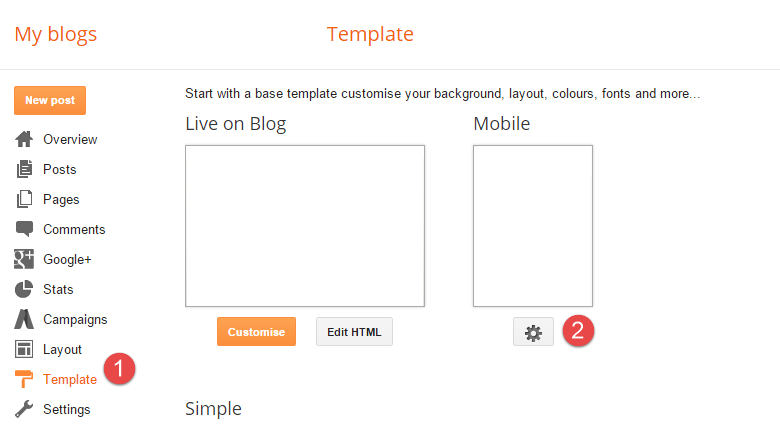 My blogs
Template
New post
Overview
Posts
Pages
Comments
Google+
Stats
Campaigns
Layout
Template
1
Settings
Start with a base template customise your background, layout, colours, fonts and more...
Live on Blog
Mobile
Customise
Edit HTML
2
Simple